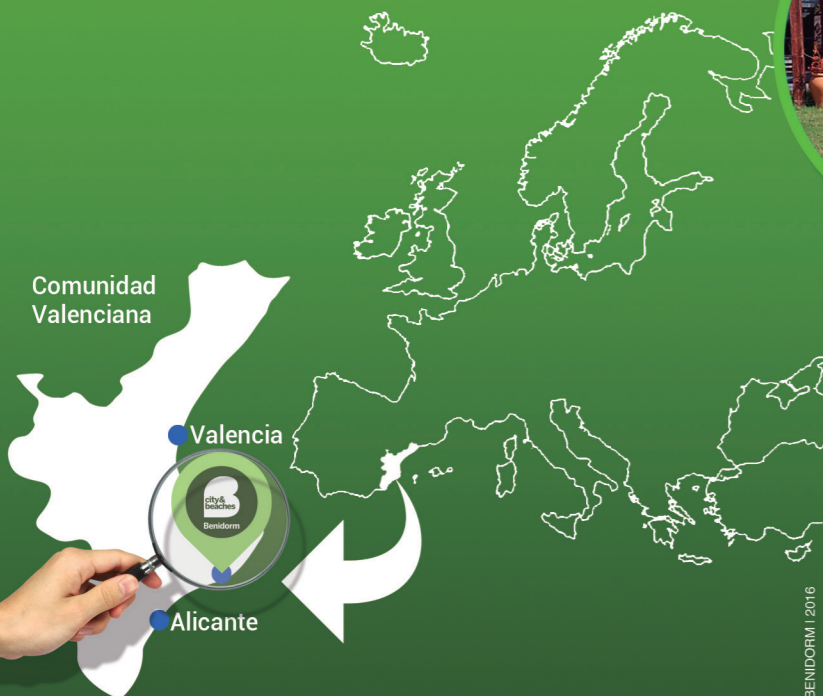 Comunidad
Valenciana
Valencia
city&
beaches
Benidorm
Alicante
BENIDORM | 2016